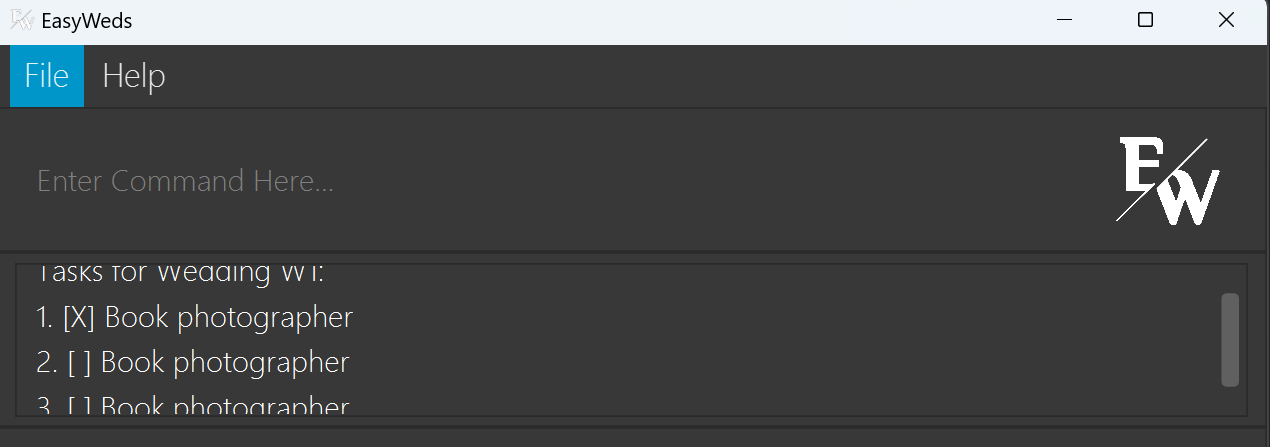 EasyWeds
File Help
Enter Command Here...
EW
Tasks for Wedding W1:
1. [X] Book photographer
2. [ ] Book photographer
3. [ ] Book photographer